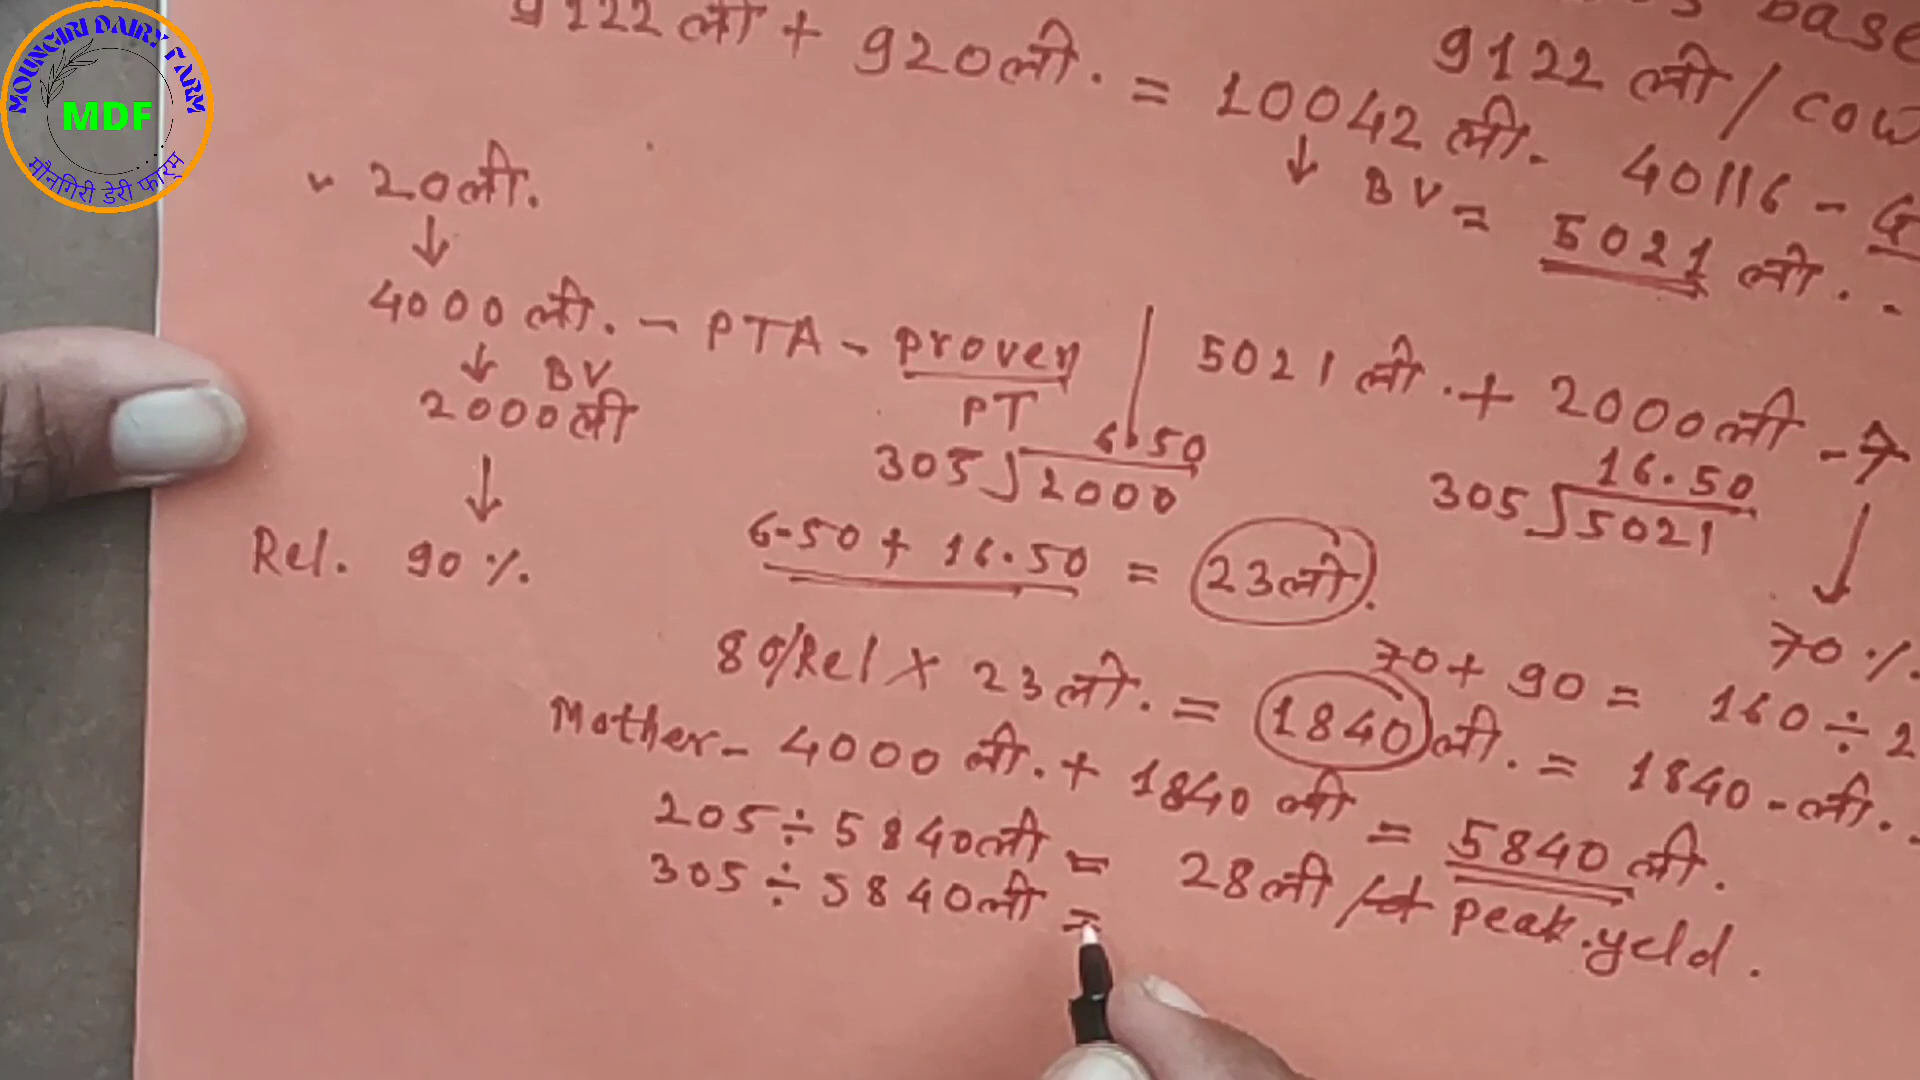 MOUNGIRI DAIRY FARM
MDF
मौनगिरी डेरी फार्म
base
9122 ली + 920ली. = 10042 ली.
9122 ली / cow
↓ BV = 5021 ली.
40116 - G
✓ 20ली.
↓
4000 ली. - PTA - Proven
PT
↓ BV
2000ली
↓
Rel. 90 %.
5021 ली. + 2000ली - 7
305 √2000 6.50
305 √5021 16.50
6-50 + 16.50 = 23ली.
↓
70 %.
80/Rel × 23 ली. = 1840 ली. = 1840 - ली.
70 + 90 = 160 ÷ 2
Mother - 4000 ली. + 1840 ली = 5840 ली.
205 ÷ 5840ली = 28ली / Peak.yeld.
305 ÷ 5840ली =